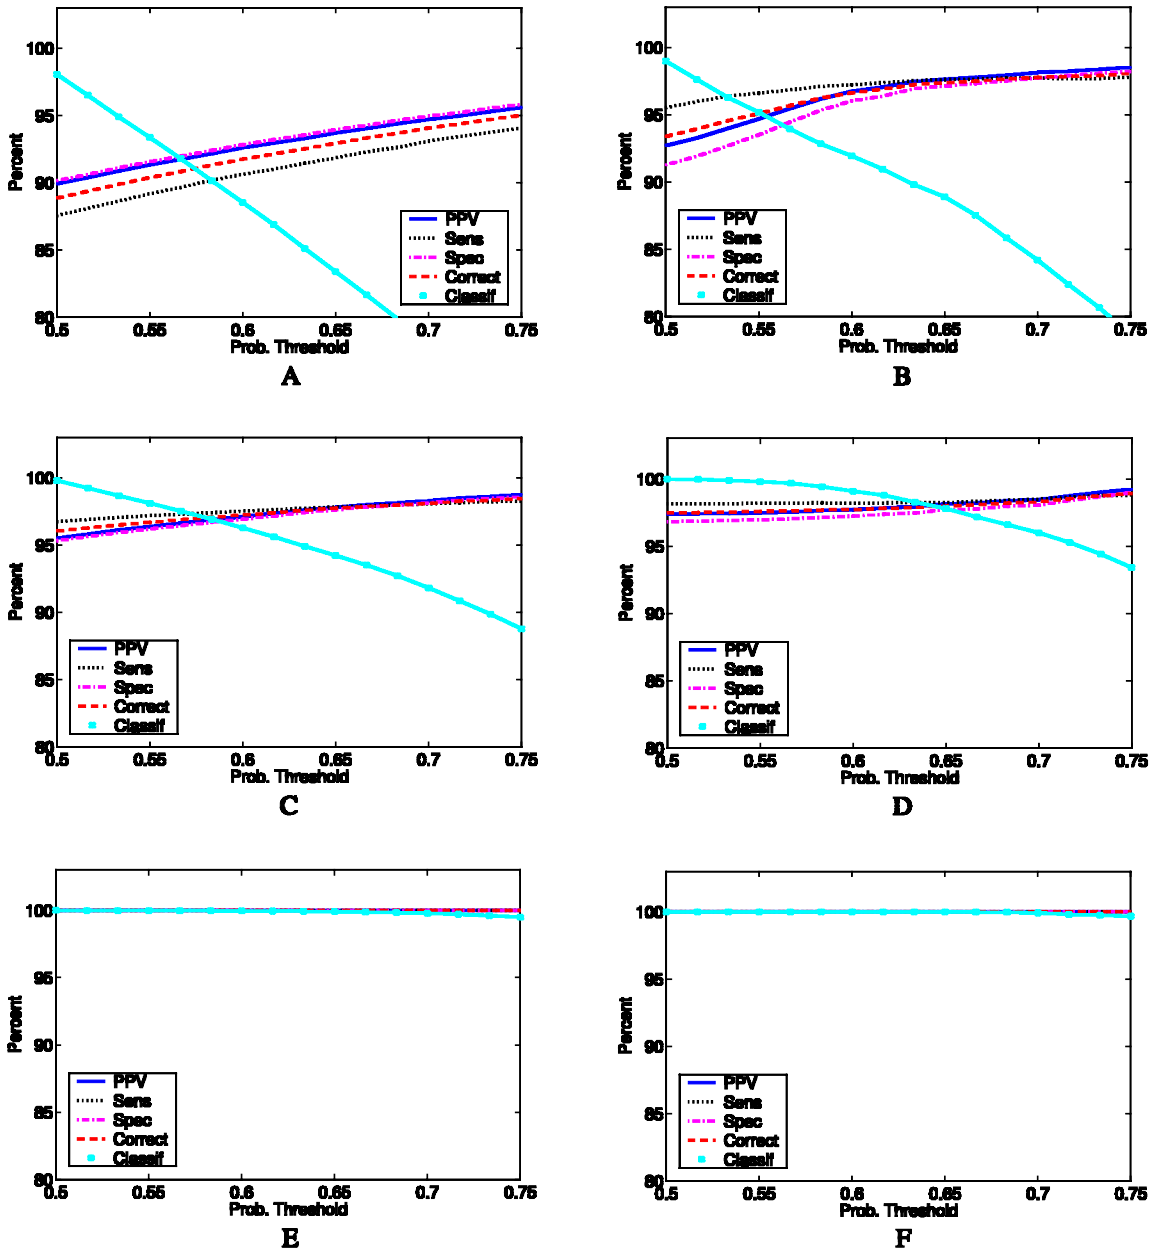 100
95
90
85
80
Percent
0.5
0.55
0.6
0.65
0.7
0.75
Prob. Threshold
PPV
Sens
Spec
Correct
Classif
A
100
95
90
85
80
Percent
0.5
0.55
0.6
0.65
0.7
0.75
Prob. Threshold
PPV
Sens
Spec
Correct
Classif
B
100
95
90
85
80
Percent
0.5
0.55
0.6
0.65
0.7
0.75
Prob. Threshold
PPV
Sens
Spec
Correct
Classif
C
100
95
90
85
80
Percent
0.5
0.55
0.6
0.65
0.7
0.75
Prob. Threshold
PPV
Sens
Spec
Correct
Classif
D
100
95
90
85
80
Percent
0.5
0.55
0.6
0.65
0.7
0.75
Prob. Threshold
PPV
Sens
Spec
Correct
Classif
E
100
95
90
85
80
Percent
0.5
0.55
0.6
0.65
0.7
0.75
Prob. Threshold
PPV
Sens
Spec
Correct
Classif
F